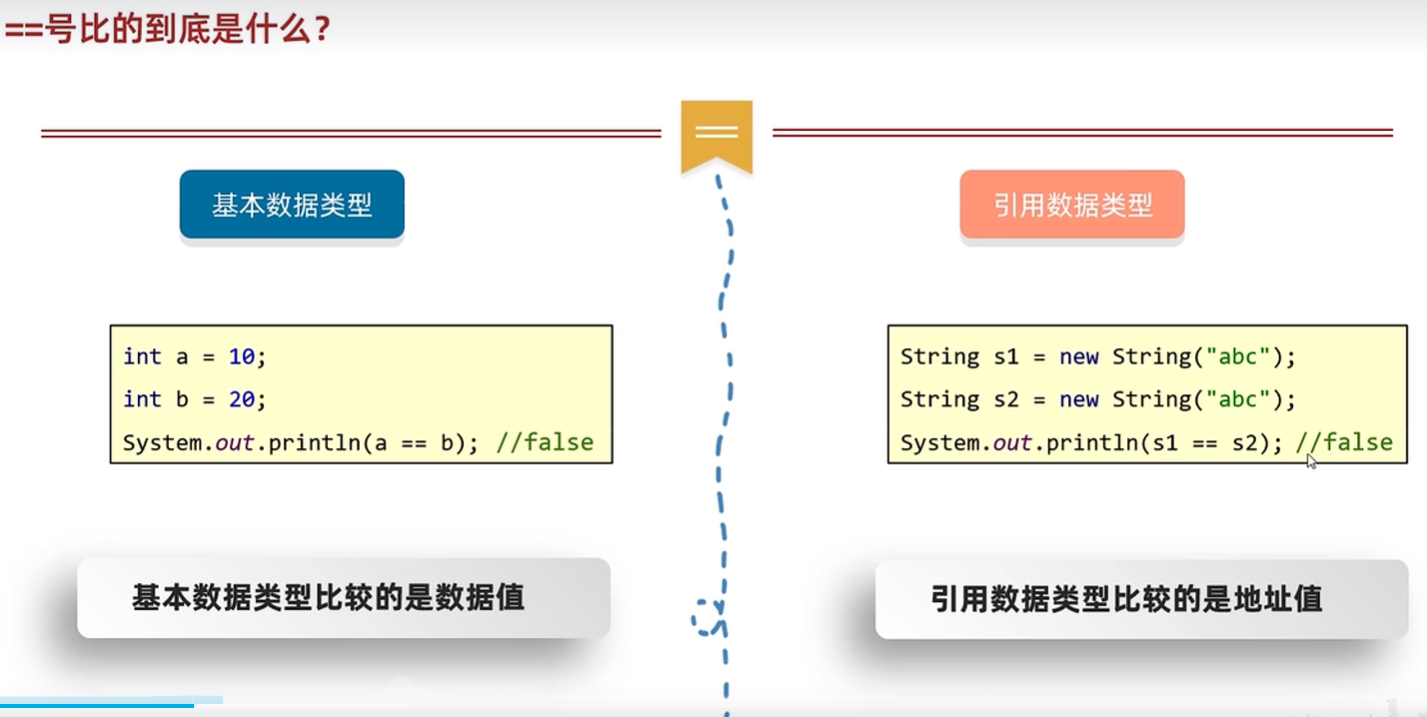 ==号比的到底是什么？
基本数据类型
int a = 10;
int b = 20;
System.out.println(a == b); //false
基本数据类型比较的是数据值
引用数据类型
String s1 = new String("abc");
String s2 = new String("abc");
System.out.println(s1 == s2); //false
引用数据类型比较的是地址值